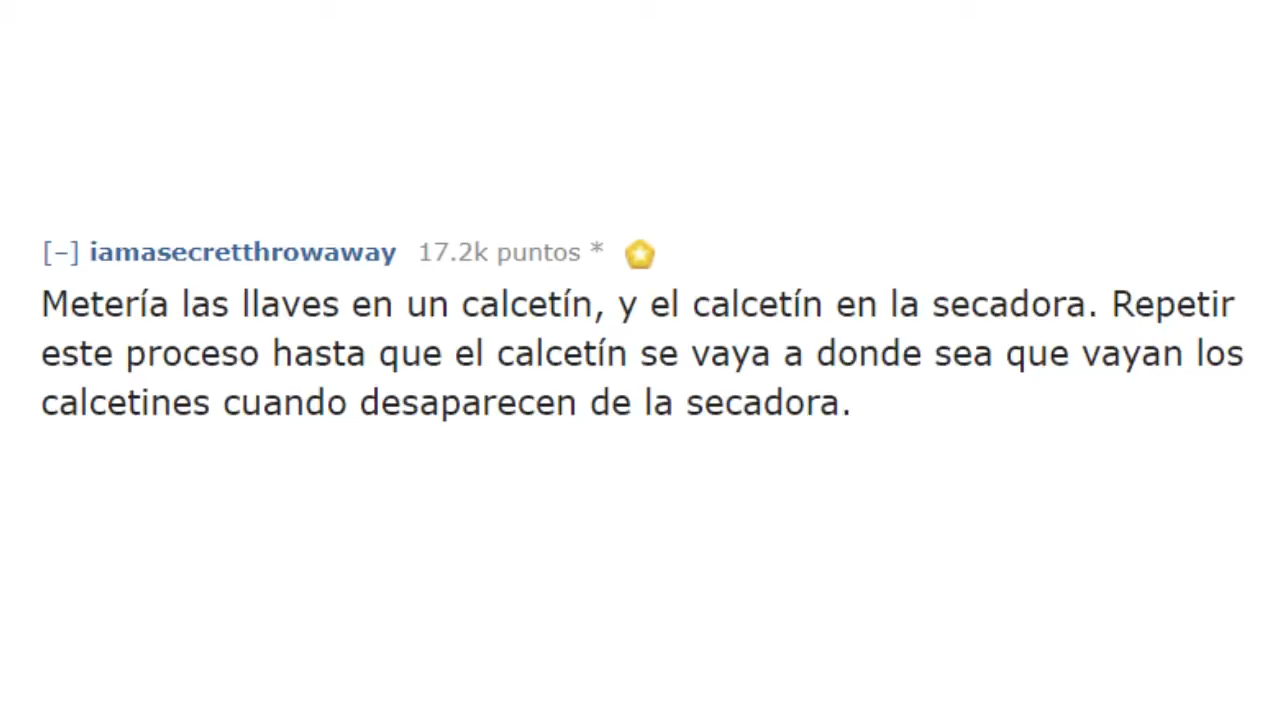 [–] iamasecretthrowaway 17.2k puntos *
Metería las llaves en un calcetín, y el calcetín en la secadora. Repetir
este proceso hasta que el calcetín se vaya a donde sea que vayan los
calcetines cuando desaparecen de la secadora.